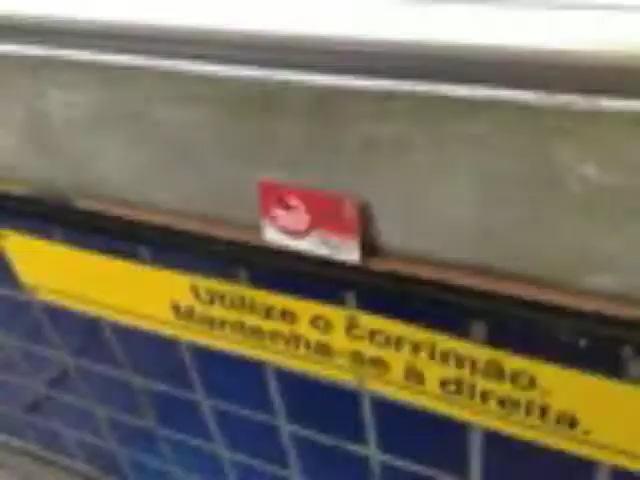 Utilize o corrimão.
Mantenha-se à direita.